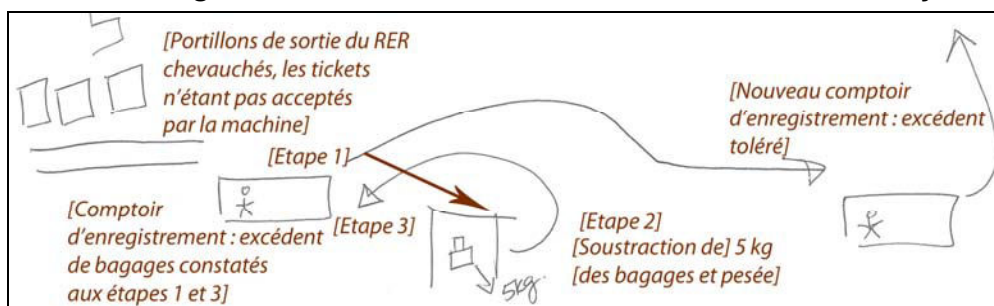 [Portillons de sortie du RER
chevauchés, les tickets
n'étant pas acceptés
par la machine]
[Etape 1]
[Nouveau comptoir
d'enregistrement : excédent
toléré]
[Comptoir
d'enregistrement : excédent
de bagages constatés
aux étapes 1 et 3]
[Etape 3]
5kg.
[Etape 2]
[Soustraction de] 5 kg
[des bagages et pesée]